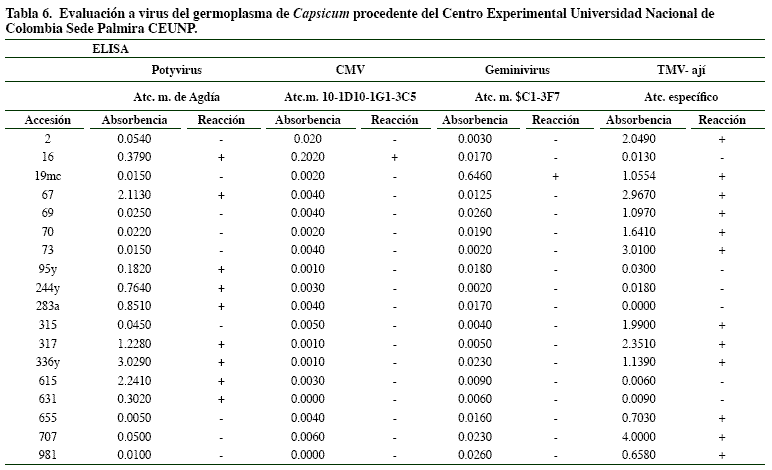 Tabla 6. Evaluación a virus del germoplasma de Capsicum procedente del Centro Experimental Universidad Nacional de
Colombia Sede Palmira CEUNP.
ELISA
Potyvirus CMV Geminivirus TMV- ají
Atc. m. de Agdía Atc.m. 10-1D10-1G1-3C5 Atc. m. $C1-3F7 Atc. específico
Accesión Absorbencia Reacción Absorbencia Reacción Absorbencia Reacción Absorbencia Reacción
2 0.0540 - 0.020 - 0.0030 - 2.0490 +
16 0.3790 + 0.2020 + 0.0170 - 0.0130 -
19mc 0.0150 - 0.0020 - 0.6460 + 1.0554 +
67 2.1130 + 0.0040 - 0.0125 - 2.9670 +
69 0.0250 - 0.0040 - 0.0260 - 1.0970 +
70 0.0220 - 0.0020 - 0.0190 - 1.6410 +
73 0.0150 - 0.0040 - 0.0020 - 3.0100 +
95y 0.1820 + 0.0010 - 0.0180 - 0.0300 -
244y 0.7640 + 0.0030 - 0.0020 - 0.0180 -
283a 0.8510 + 0.0040 - 0.0170 - 0.0000 -
315 0.0450 - 0.0050 - 0.0040 - 1.9900 +
317 1.2280 + 0.0010 - 0.0050 - 2.3510 +
336y 3.0290 + 0.0010 - 0.0230 - 1.1390 +
615 2.2410 + 0.0030 - 0.0090 - 0.0060 -
631 0.3020 + 0.0000 - 0.0060 - 0.0090 -
655 0.0050 - 0.0040 - 0.0160 - 0.7030 +
707 0.0500 - 0.0060 - 0.0230 - 4.0000 +
981 0.0100 - 0.0000 - 0.0260 - 0.6580 +